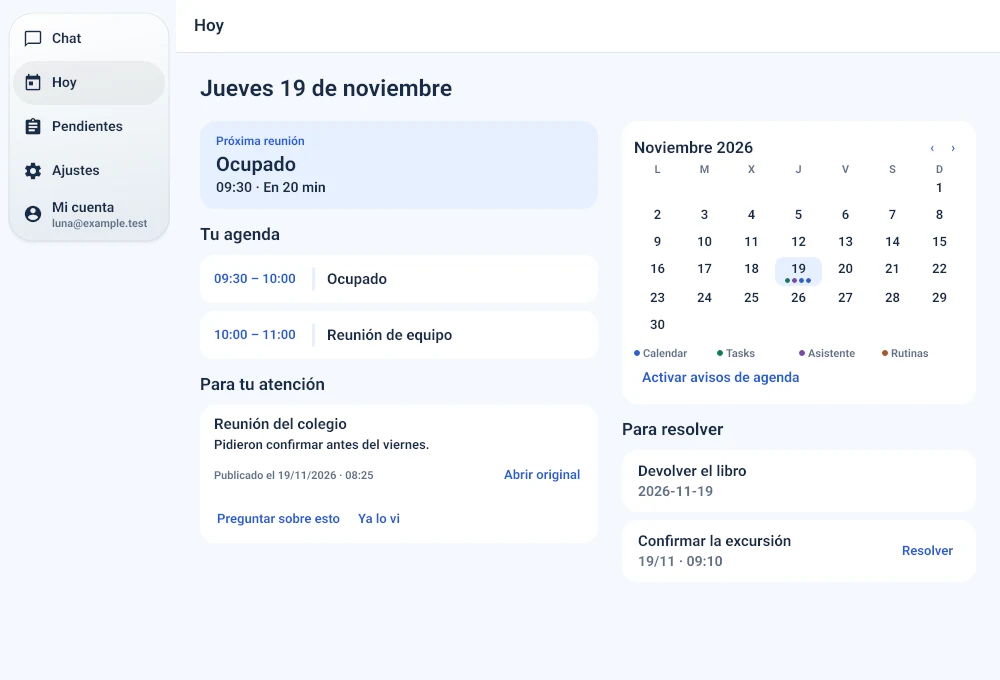 Chat
Hoy
Pendientes
Ajustes
Mi cuenta
luna@example.test
Hoy
Jueves 19 de noviembre
Próxima reunión
Ocupado
09:30 · En 20 min
Tu agenda
09:30 – 10:00 Ocupado
10:00 – 11:00 Reunión de equipo
Para tu atención
Reunión del colegio
Pidieron confirmar antes del viernes.
Publicado el 19/11/2026 · 08:25 Abrir original
Preguntar sobre esto Ya lo vi
Noviembre 2026 ‹ ›
L M X J V S D
1
2 3 4 5 6 7 8
9 10 11 12 13 14 15
16 17 18 19 20 21 22
23 24 25 26 27 28 29
30
Calendar Tasks Asistente Rutinas
Activar avisos de agenda
Para resolver
Devolver el libro
2026-11-19
Confirmar la excursión
19/11 · 09:10
Resolver